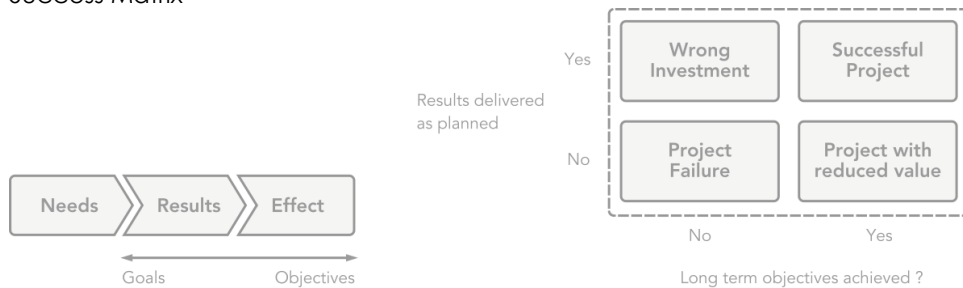 Success Matrix
Needs
Results
Effect
Goals
Objectives
Results delivered
as planned
Yes
No
Wrong
Investment
Successful
Project
Project
Failure
Project with
reduced value
No
Yes
Long term objectives achieved ?